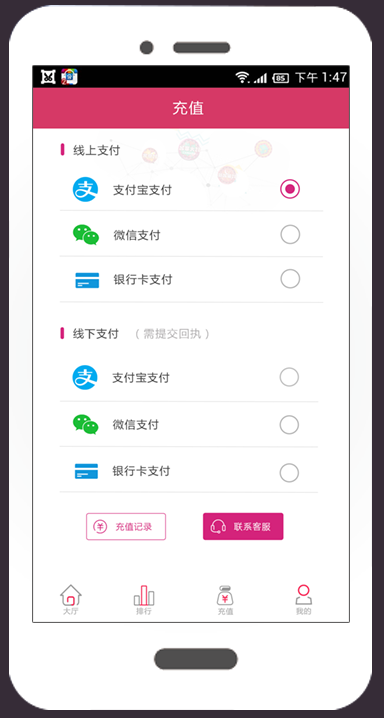 85 下午 1:47
充值
线上支付
支付宝支付
微信支付
银行卡支付
线下支付 （需提交回执）
支付宝支付
微信支付
银行卡支付
充值记录 联系客服
大厅 排行 充值 我的